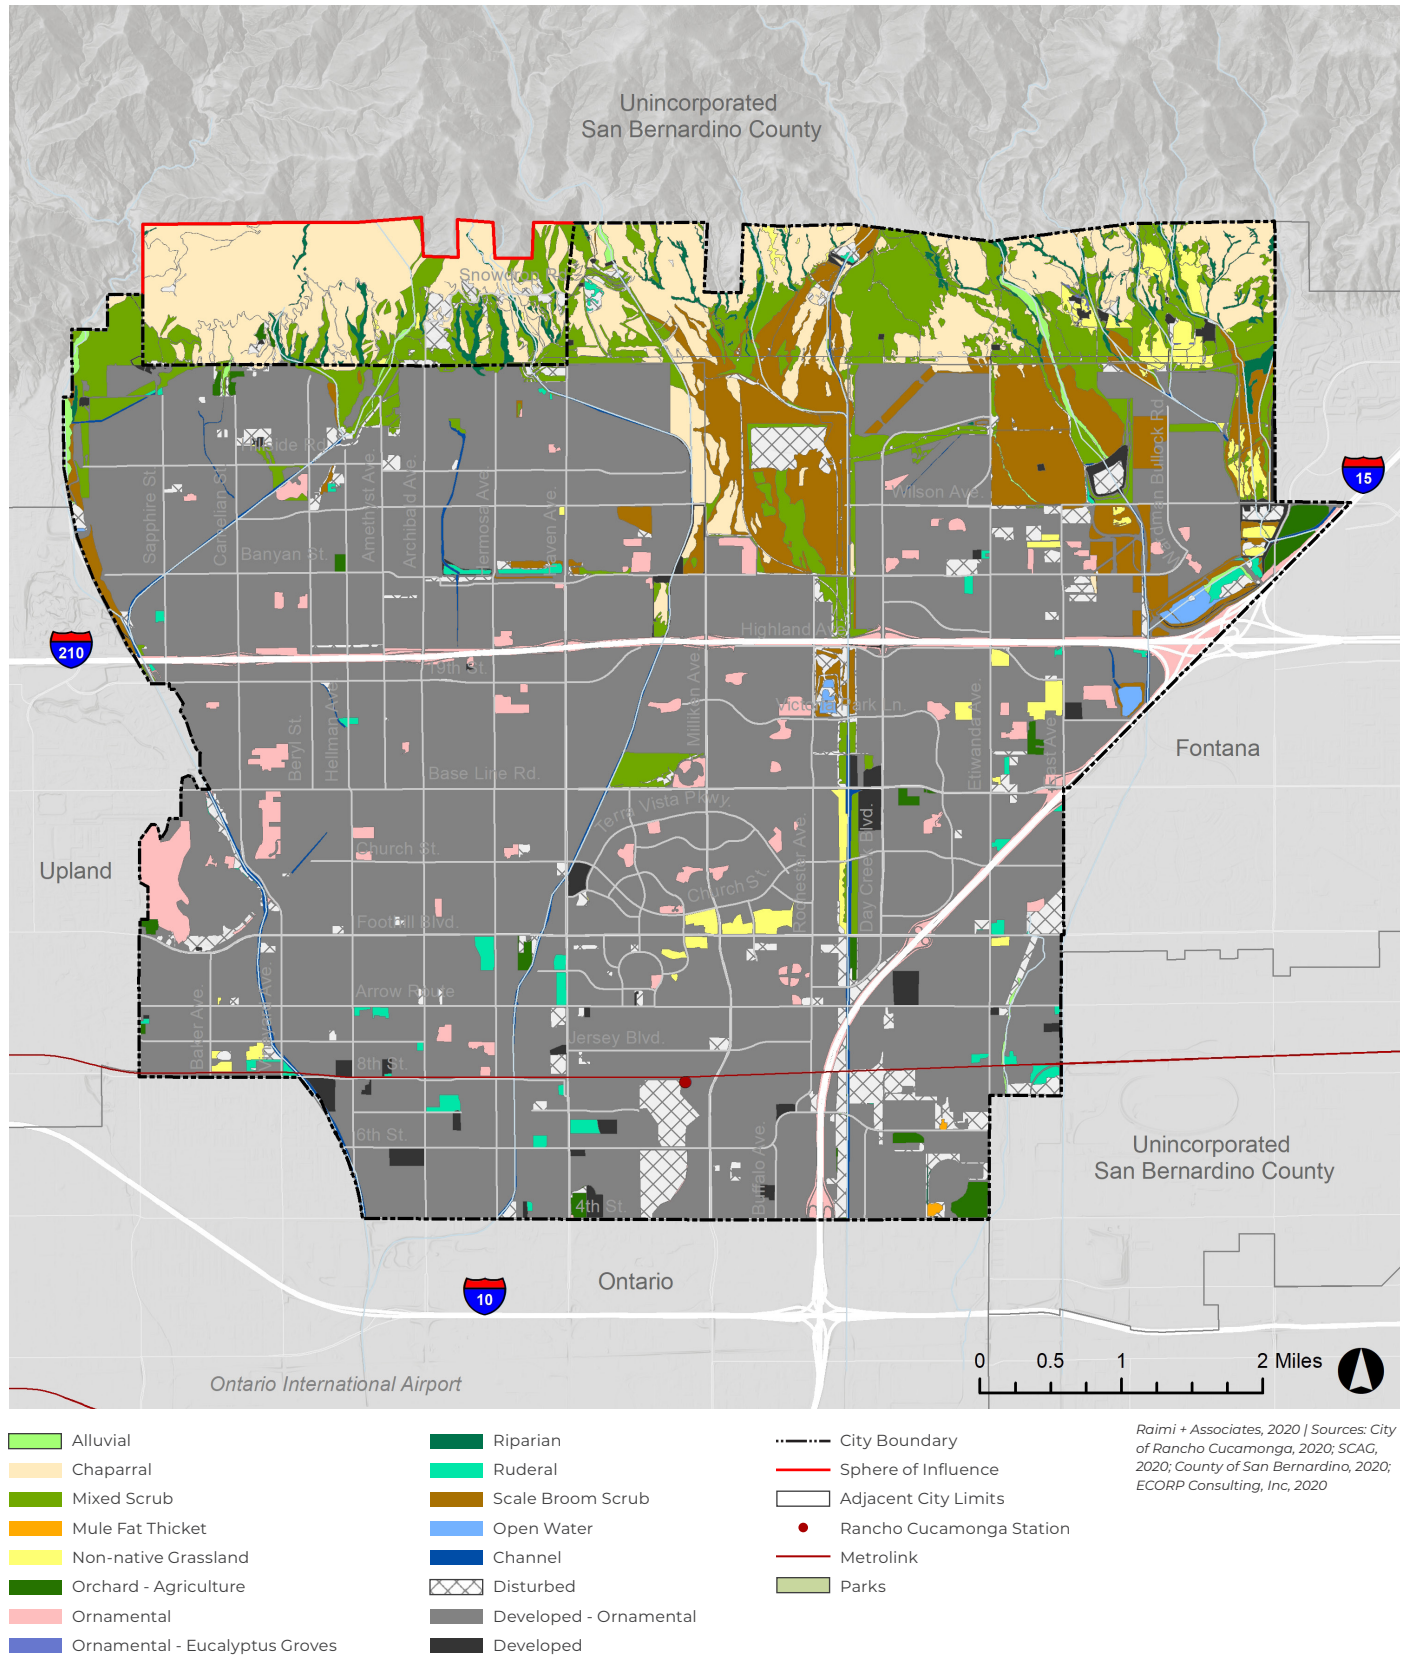 Unincorporated
San Bernardino County
Snowdrop Rd.
Hillside Rd.
Wilson Ave.
15
Sapphire St.
Carnelian St.
Amethyst Ave.
Archibald Ave.
Hermosa Ave.
Haven Ave.
Wardman Bullock Rd.
Banyan St.
Highland Ave.
210
19th St.
Milliken Ave.
Victoria Park Ln.
Beryl St.
Hellman Ave.
Etiwanda Ave.
East Ave.
Fontana
Base Line Rd.
Terra Vista Pkwy.
Rochester Ave.
Day Creek Blvd.
Church St.
Upland
Church St.
Foothill Blvd.
Arrow Route
Baker Ave.
Vineyard Ave.
Jersey Blvd.
8th St.
6th St.
Buffalo Ave.
4th St.
Unincorporated
San Bernardino County
Ontario
10
0 0.5 1 2 Miles
Ontario International Airport
Alluvial
Chaparral
Mixed Scrub
Mule Fat Thicket
Non-native Grassland
Orchard - Agriculture
Ornamental
Ornamental - Eucalyptus Groves
Riparian
Ruderal
Scale Broom Scrub
Open Water
Channel
Disturbed
Developed - Ornamental
Developed
City Boundary
Sphere of Influence
Adjacent City Limits
Rancho Cucamonga Station
Metrolink
Parks
Raimi + Associates, 2020 | Sources: City
of Rancho Cucamonga, 2020; SCAG,
2020; County of San Bernardino, 2020;
ECORP Consulting, Inc, 2020